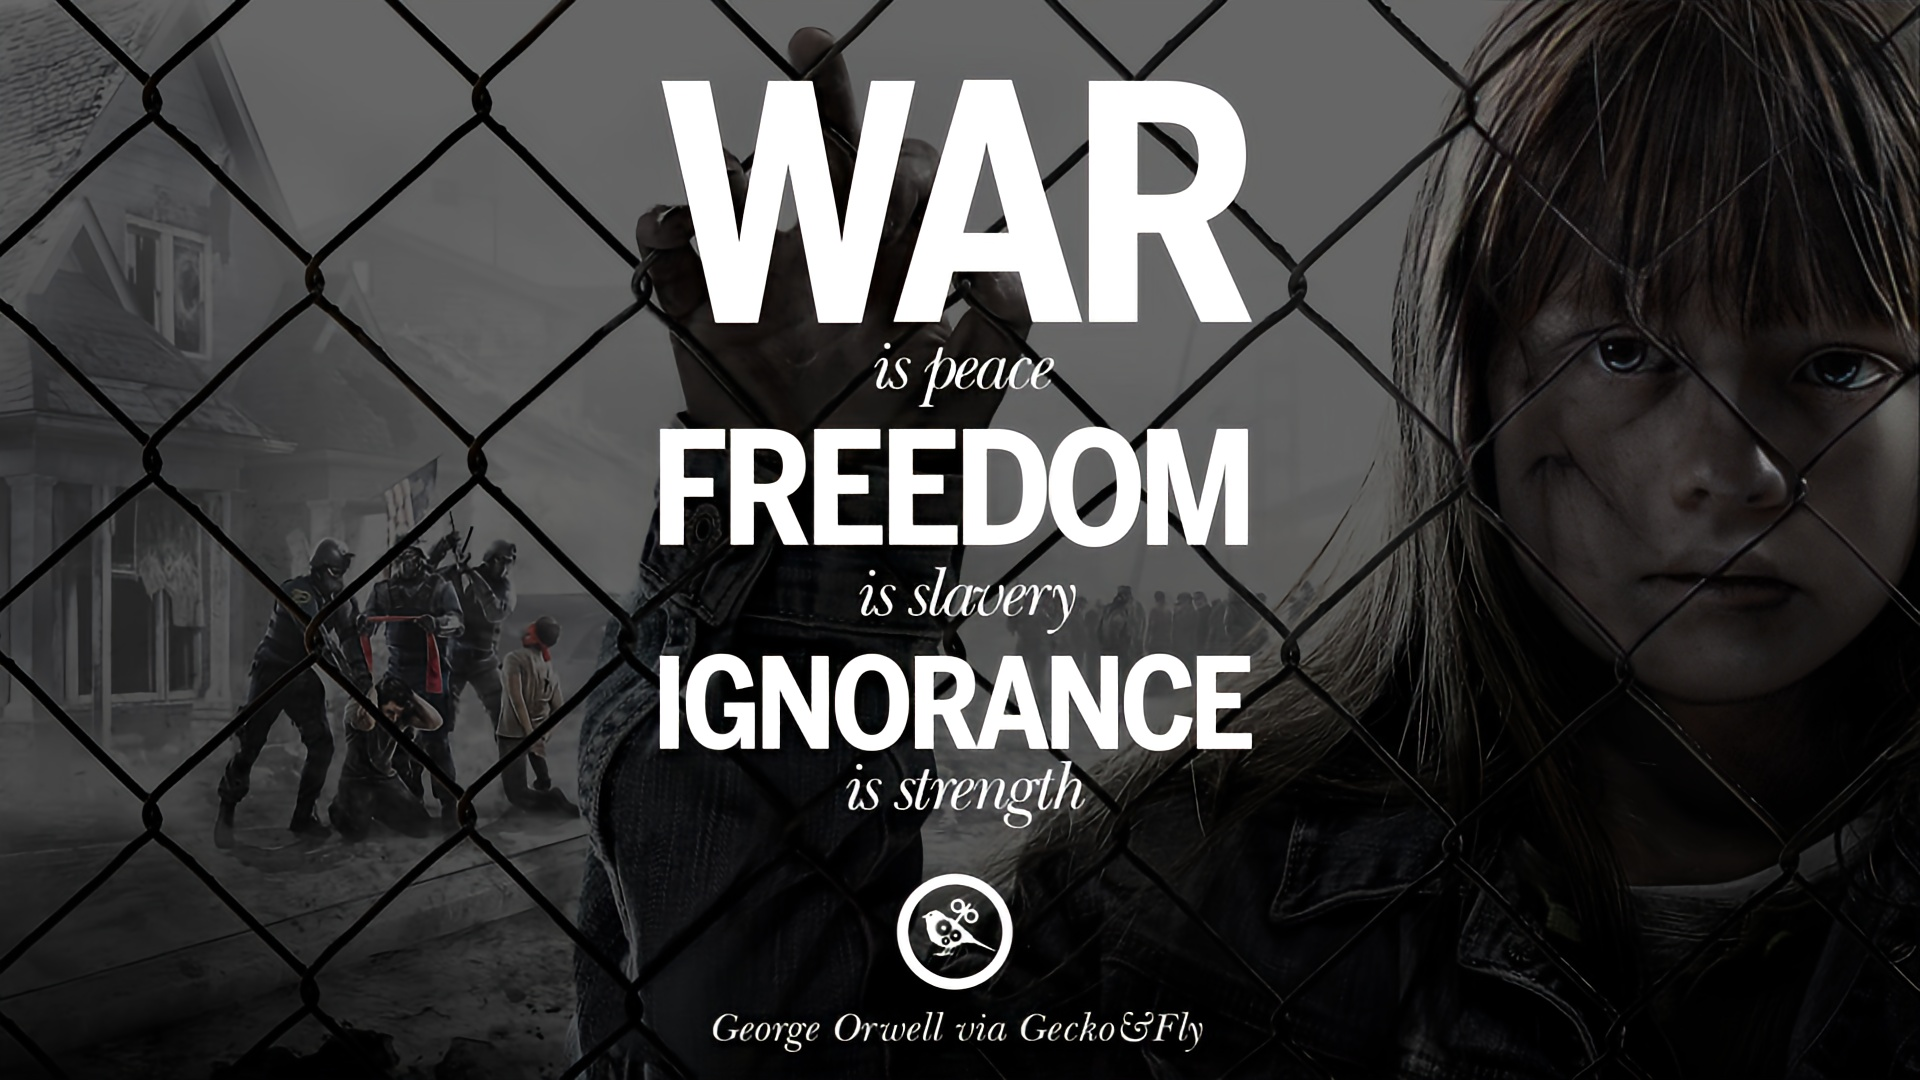 WAR
is peace
FREEDOM
is slavery
IGNORANCE
is strength
George Orwell via Gecko&Fly